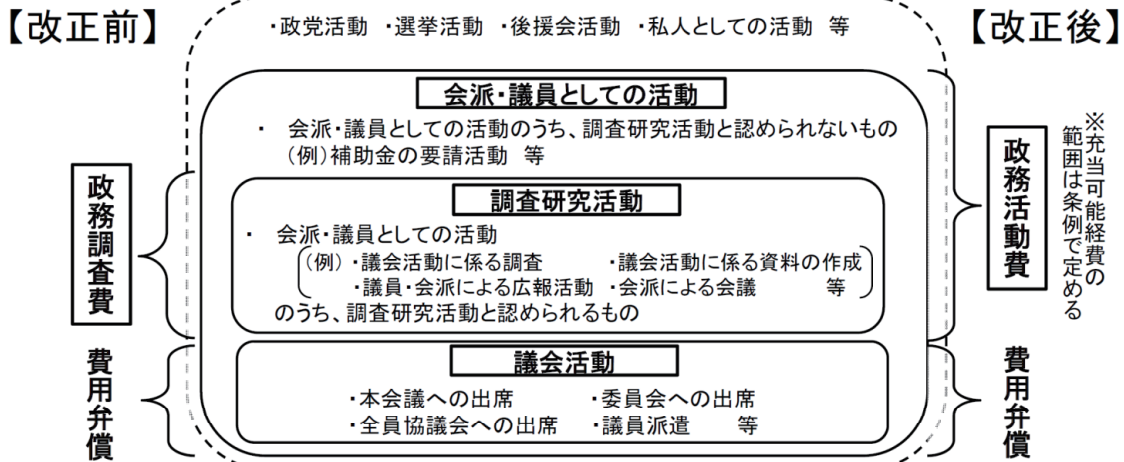 【改正前】
・政党活動 ・選挙活動 ・後援会活動 ・私人としての活動 等
【改正後】
会派・議員としての活動
・ 会派・議員としての活動のうち、調査研究活動と認められないもの
(例)補助金の要請活動 等
調査研究活動
・ 会派・議員としての活動
(例)・議会活動に係る調査 ・議会活動に係る資料の作成
・議員・会派による広報活動 ・会派による会議 等
のうち、調査研究活動と認められるもの
議会活動
・本会議への出席 ・委員会への出席
・全員協議会への出席 ・議員派遣 等
政務調査費
費用弁償
政務活動費
※充当可能経費の
範囲は条例で定める
費用弁償